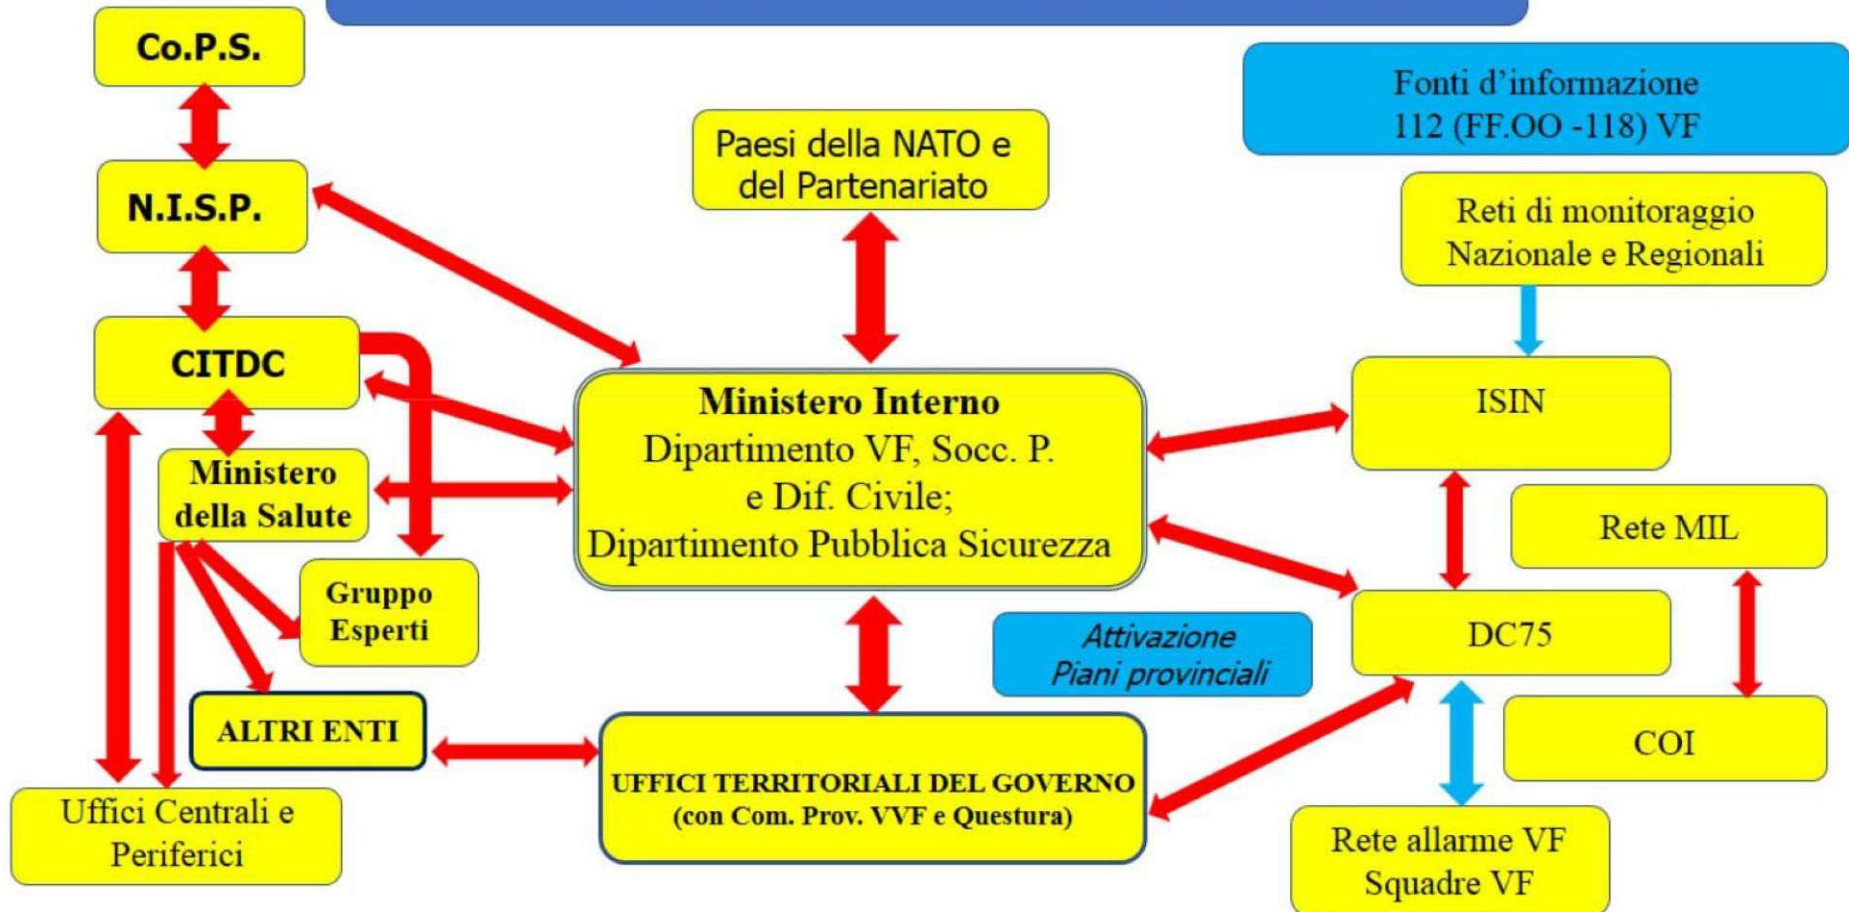 Co.P.S.
Fonti d’informazione
112 (FF.OO -118) VF
Paesi della NATO e
del Partenariato
N.I.S.P.
Reti di monitoraggio
Nazionale e Regionali
CITDC
Ministero Interno
Dipartimento VF, Socc. P.
e Dif. Civile;
Dipartimento Pubblica Sicurezza
ISIN
Ministero
della Salute
Rete MIL
Gruppo
Esperti
Attivazione
Piani provinciali
DC75
ALTRI ENTI
COI
UFFICI TERRITORIALI DEL GOVERNO
(con Com. Prov. VVF e Questura)
Uffici Centrali e
Periferici
Rete allarme VF
Squadre VF